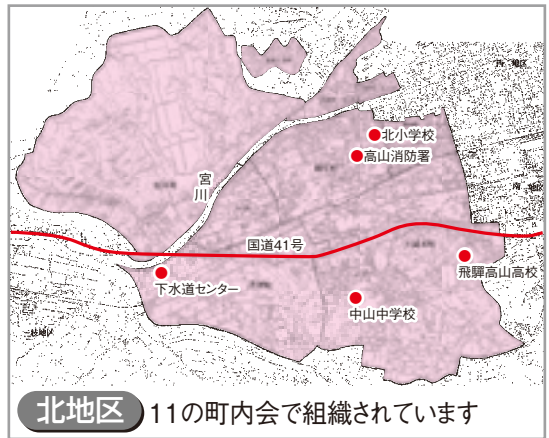 北小学校
高山消防署
宮川
国道41号
飛騨高山高校
下水道センター
中山中学校
北地区 11の町内会で組織されています